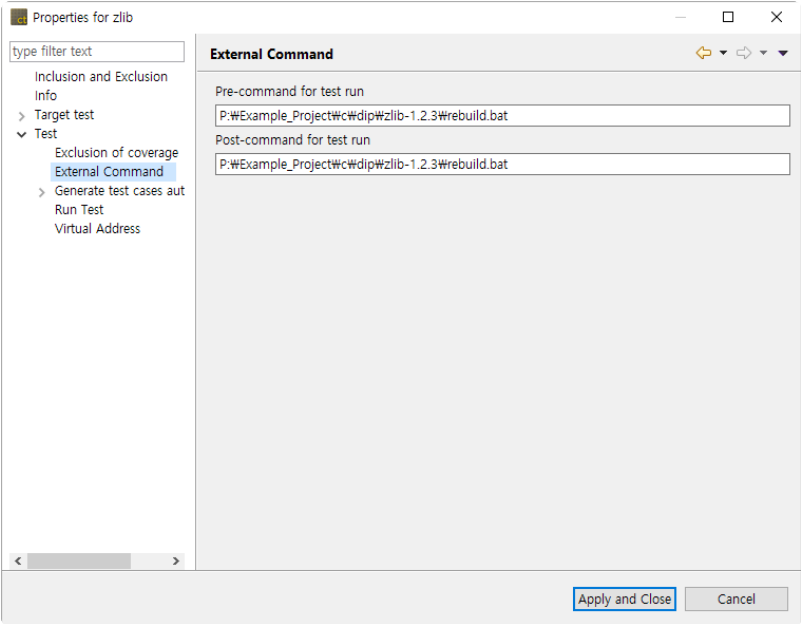 ct Properties for zlib
type filter text
Inclusion and Exclusion
Info
Target test
Test
Exclusion of coverage
External Command
Generate test cases aut
Run Test
Virtual Address
External Command
Pre-command for test run
P:₩Example_Project₩c₩dip₩zlib-1.2.3₩rebuild.bat
Post-command for test run
P:₩Example_Project₩c₩dip₩zlib-1.2.3₩rebuild.bat
Apply and Close
Cancel